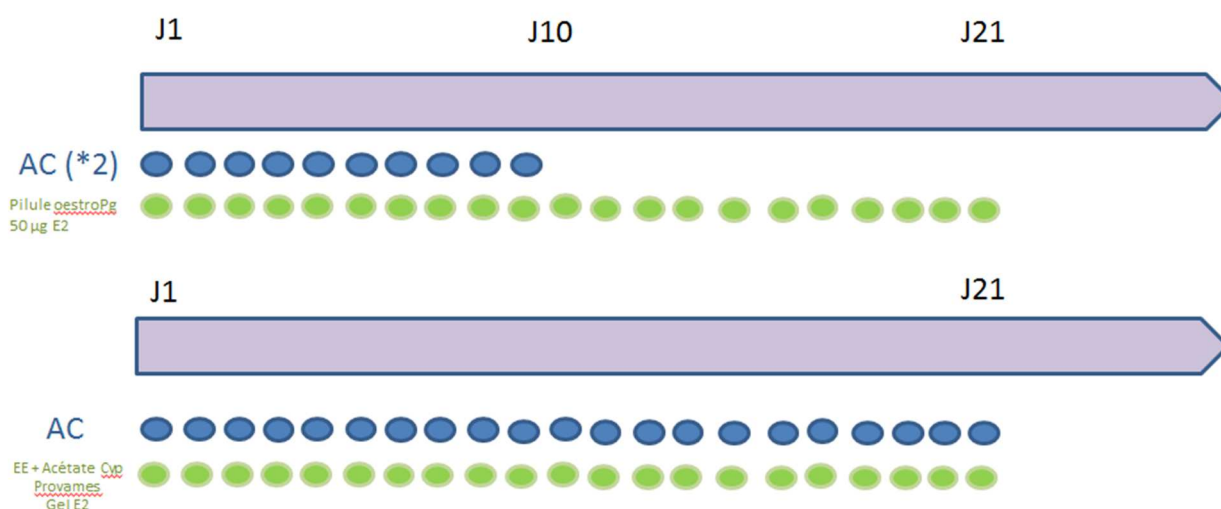 J1 J10 J21
AC (*2)
Pilule oestroPg
50 µg E2
J1 J21
AC
EE + Acétate Cyp
Provames
Gel E2